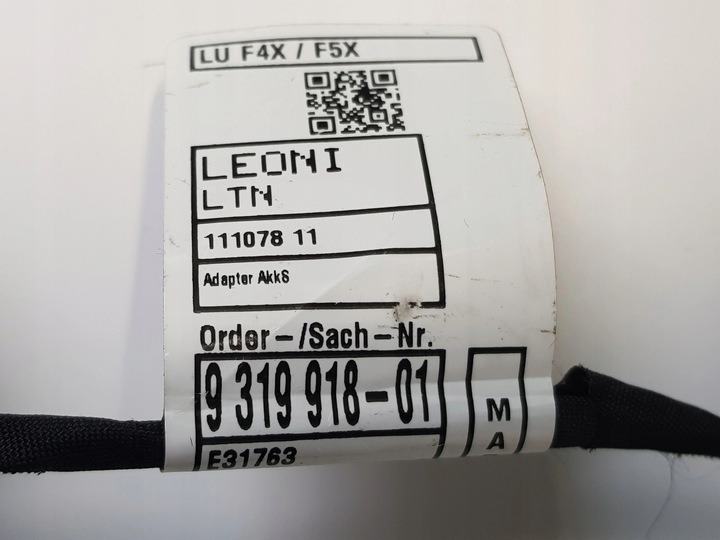 LU F4X / F5X
LEONI
LTN
111078 11
Adapter AkkS
Order-/Sach-Nr.
9 319 918-01
E31763
M
A